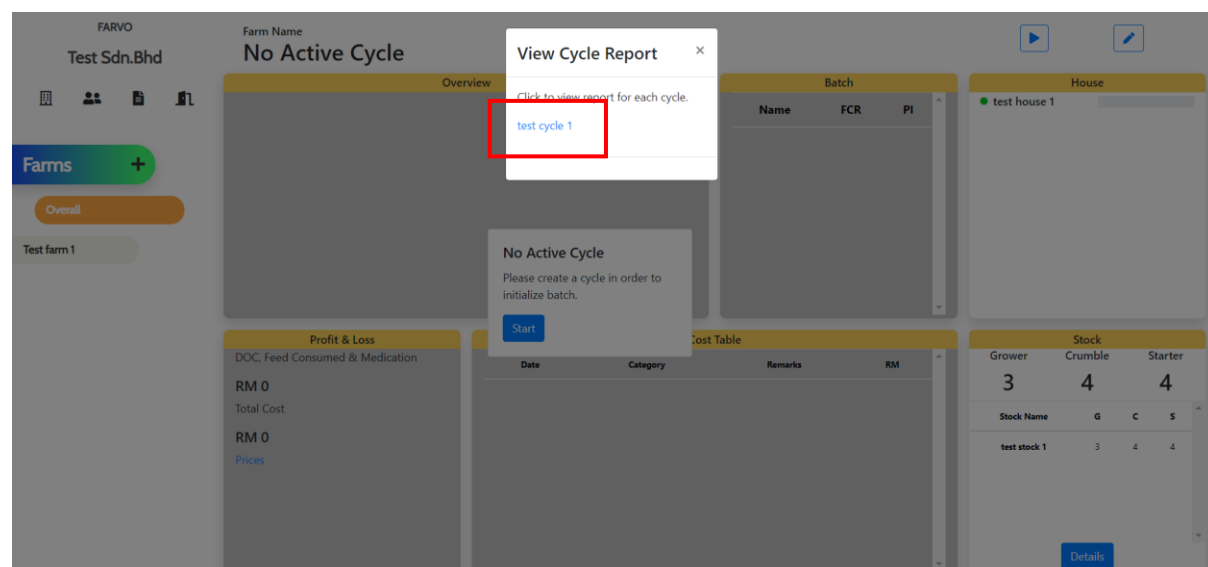 FARVO
Test Sdn.Bhd
Farms
+
Overall
Test farm 1
Farm Name
No Active Cycle
View Cycle Report ×
Click to view report for each cycle.
test cycle 1
Overview
Batch
Name FCR PI
House
test house 1
No Active Cycle
Please create a cycle in order to
initialize batch.
Start
Profit & Loss
DOC, Feed Consumed & Medication
RM 0
Total Cost
RM 0
Prices
Cost Table
Date Category Remarks RM
Stock
Grower Crumble Starter
3 4 4
Stock Name G C S
test stock 1 3 4 4
Details